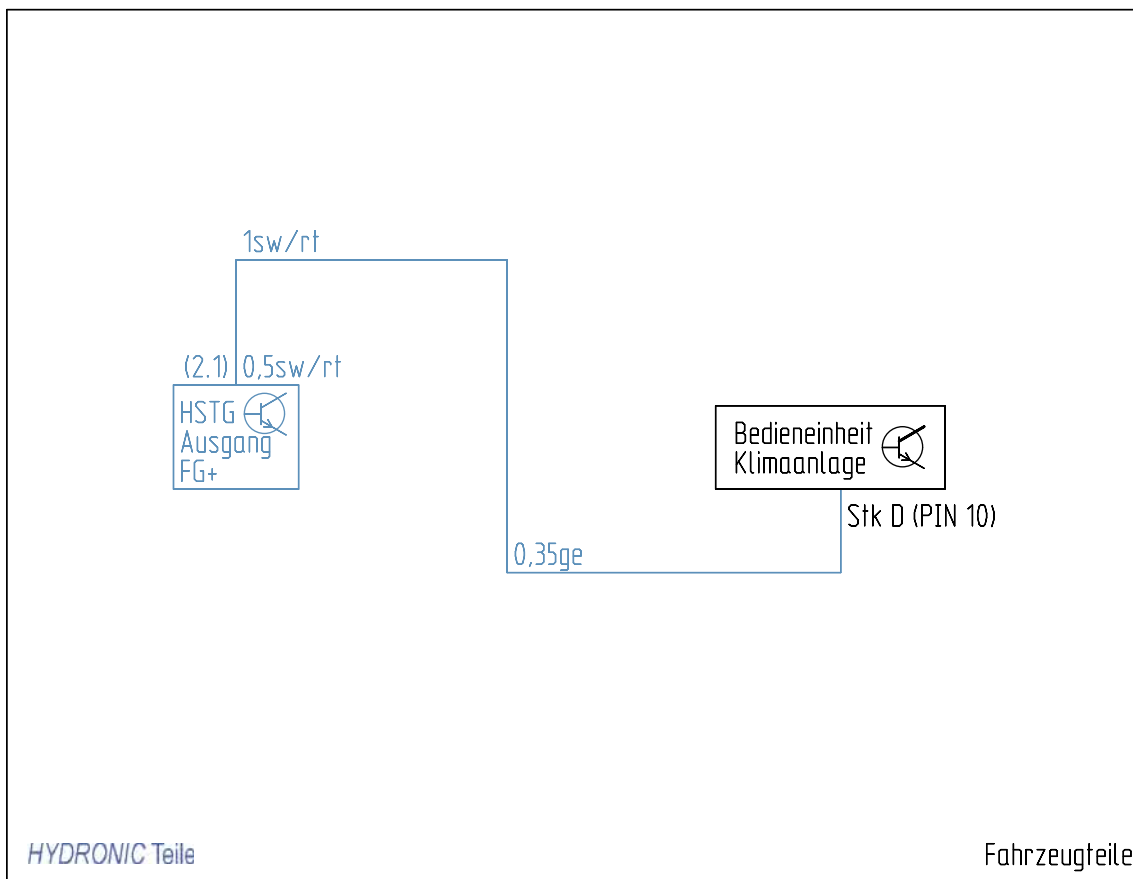 1sw/rt
(2.1) 0,5sw/rt
HSTG
Ausgang
FG+
Bedieneinheit
Klimaanlage
Stk D (PIN 10)
0,35ge
HYDRONIC Teile
Fahrzeugteile